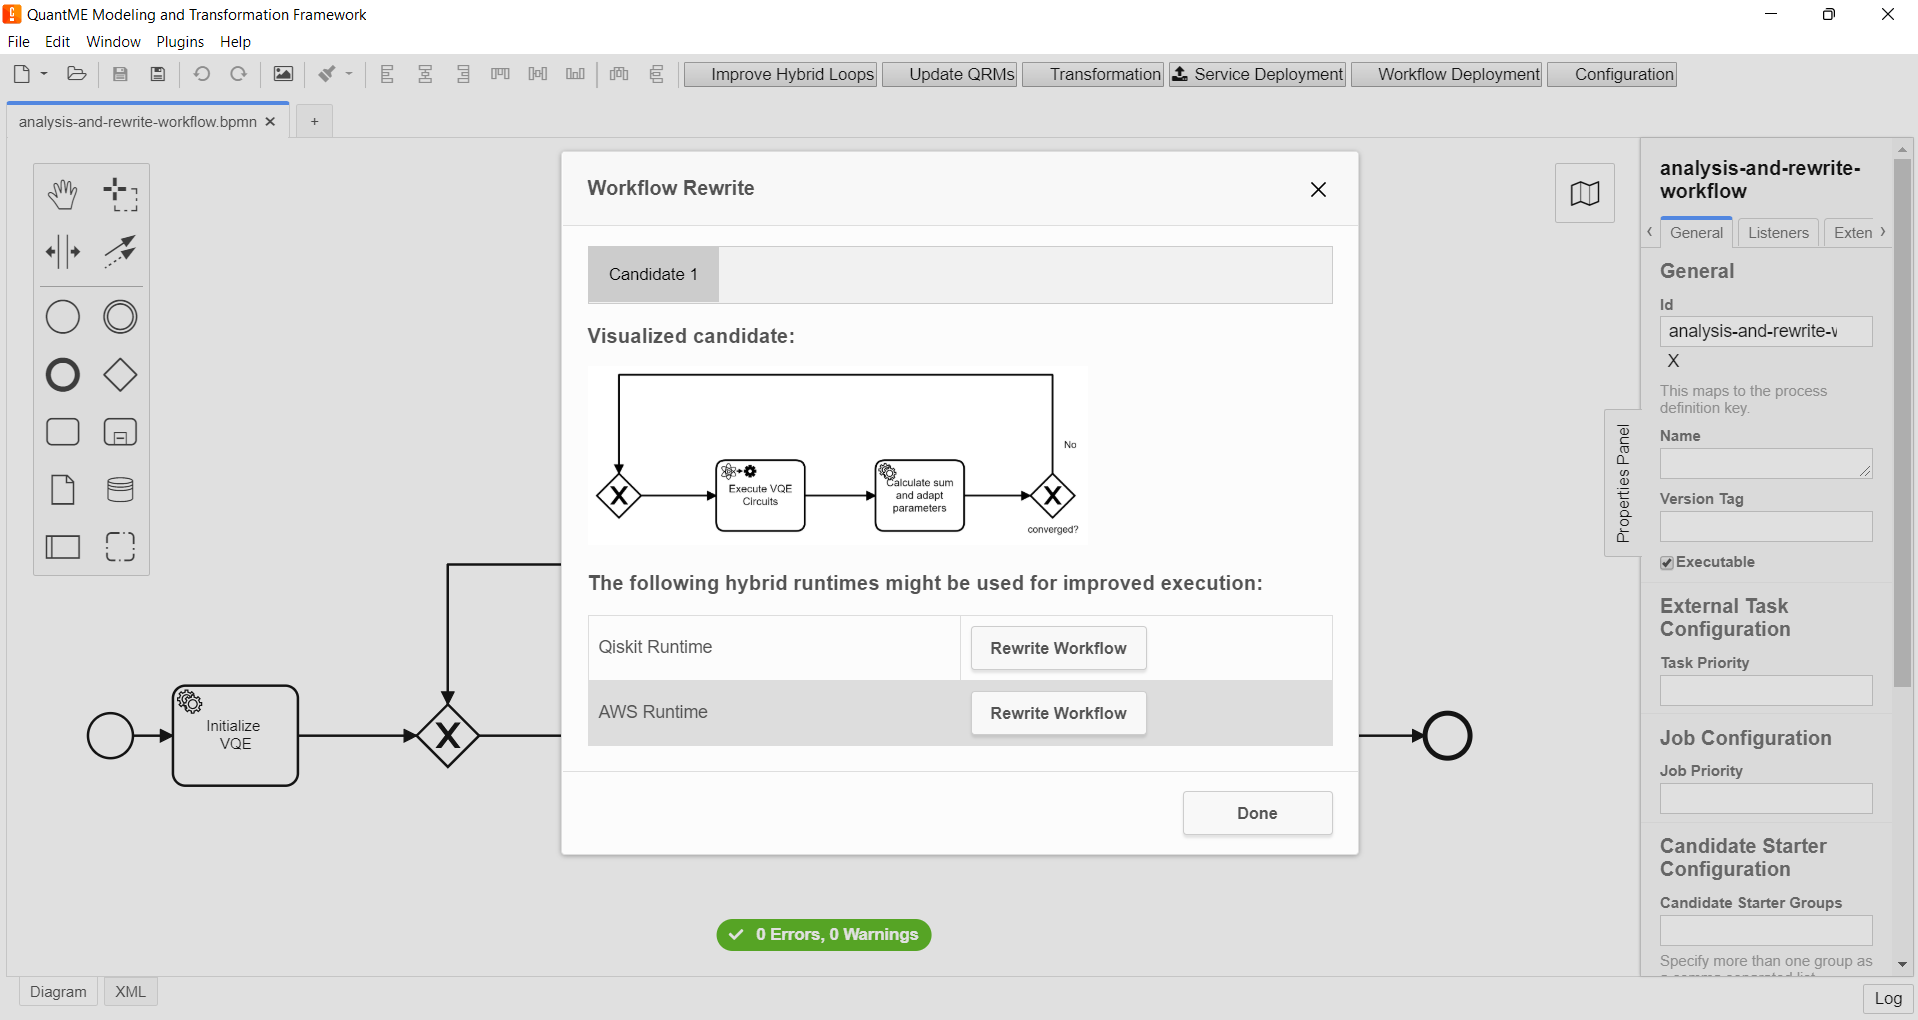 QuantME Modeling and Transformation Framework
File Edit Window Plugins Help
Improve Hybrid Loops Update QRMs Transformation Service Deployment Workflow Deployment Configuration
analysis-and-rewrite-workflow.bpmn
+
Workflow Rewrite
Candidate 1
Visualized candidate:
No
Execute VQE
Circuits
Calculate sum
and adapt
parameters
converged?
The following hybrid runtimes might be used for improved execution:
Qiskit Runtime Rewrite Workflow
AWS Runtime Rewrite Workflow
Done
Initialize
VQE
0 Errors, 0 Warnings
Properties Panel
analysis-and-rewrite-
workflow
General Listeners Exten
General
Id
analysis-and-rewrite-
X
This maps to the process
definition key.
Name
Version Tag
Executable
External Task
Configuration
Task Priority
Job Configuration
Job Priority
Candidate Starter
Configuration
Candidate Starter Groups
Specify more than one group as
Diagram XML
Log